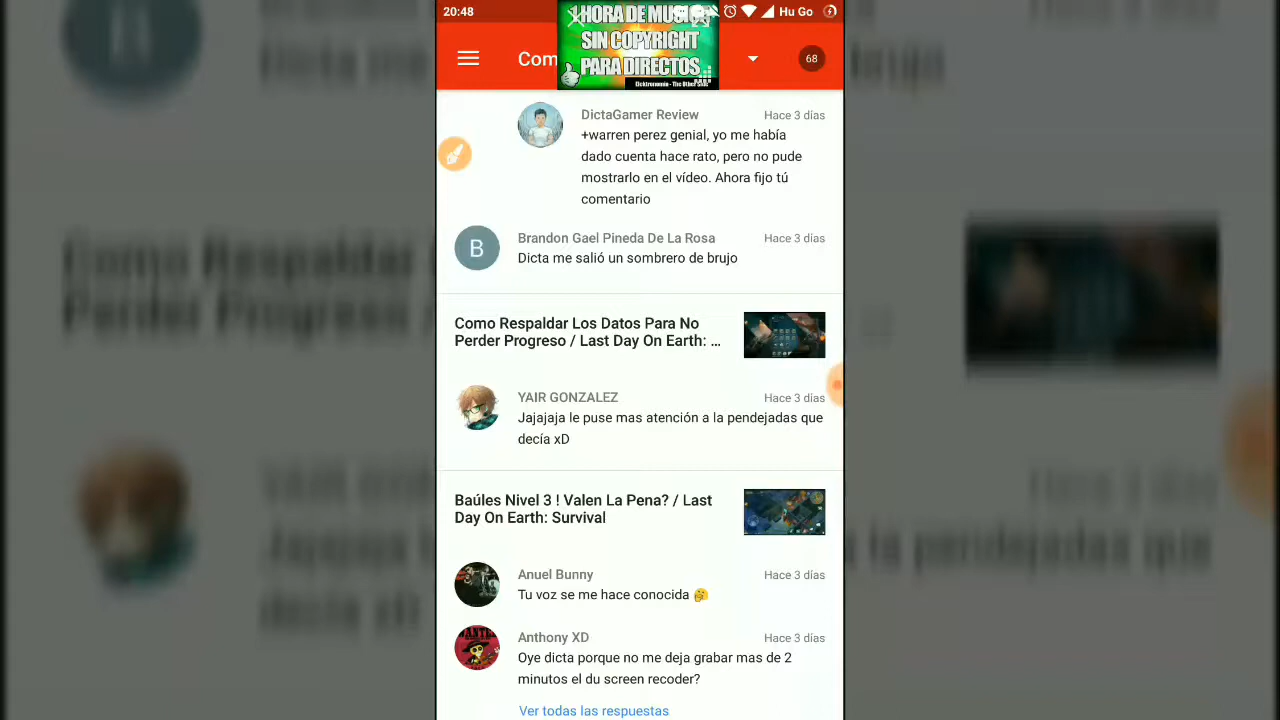 20:48
1 HORA DE MUSICA
SIN COPYRIGHT
PARA DIRECTOS
Elektronomia - The Other Side
Hu Go
Com
68
DictaGamer Review
Hace 3 días
+warren perez genial, yo me había
dado cuenta hace rato, pero no pude
mostrarlo en el vídeo. Ahora fijo tú
comentario
B
Brandon Gael Pineda De La Rosa
Hace 3 días
Dicta me salió un sombrero de brujo
Como Respaldar Los Datos Para No
Perder Progreso / Last Day On Earth: ...
YAIR GONZALEZ
Hace 3 días
Jajajaja le puse mas atención a la pendejadas que
decía xD
Baúles Nivel 3 ! Valen La Pena? / Last
Day On Earth: Survival
Anuel Bunny
Hace 3 días
Tu voz se me hace conocida 🤔
Anthony XD
Hace 3 días
Oye dicta porque no me deja grabar mas de 2
minutos el du screen recoder?
Ver todas las respuestas